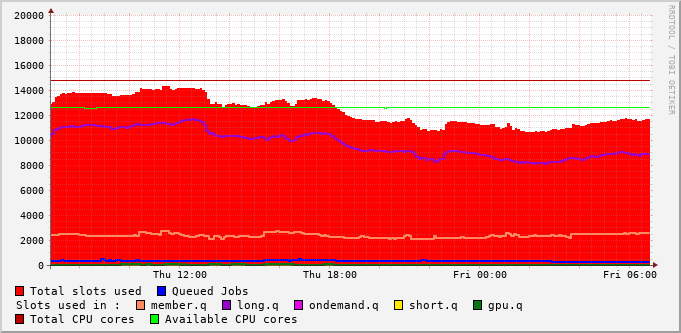 20000
18000
16000
14000
12000
10000
8000
6000
4000
2000
0
Thu 12:00 Thu 18:00 Fri 00:00 Fri 06:00
RRDTOOL / TOBI OETIKER
Total slots used Queued Jobs
Slots used in : member.q long.q ondemand.q short.q gpu.q
Total CPU cores Available CPU cores